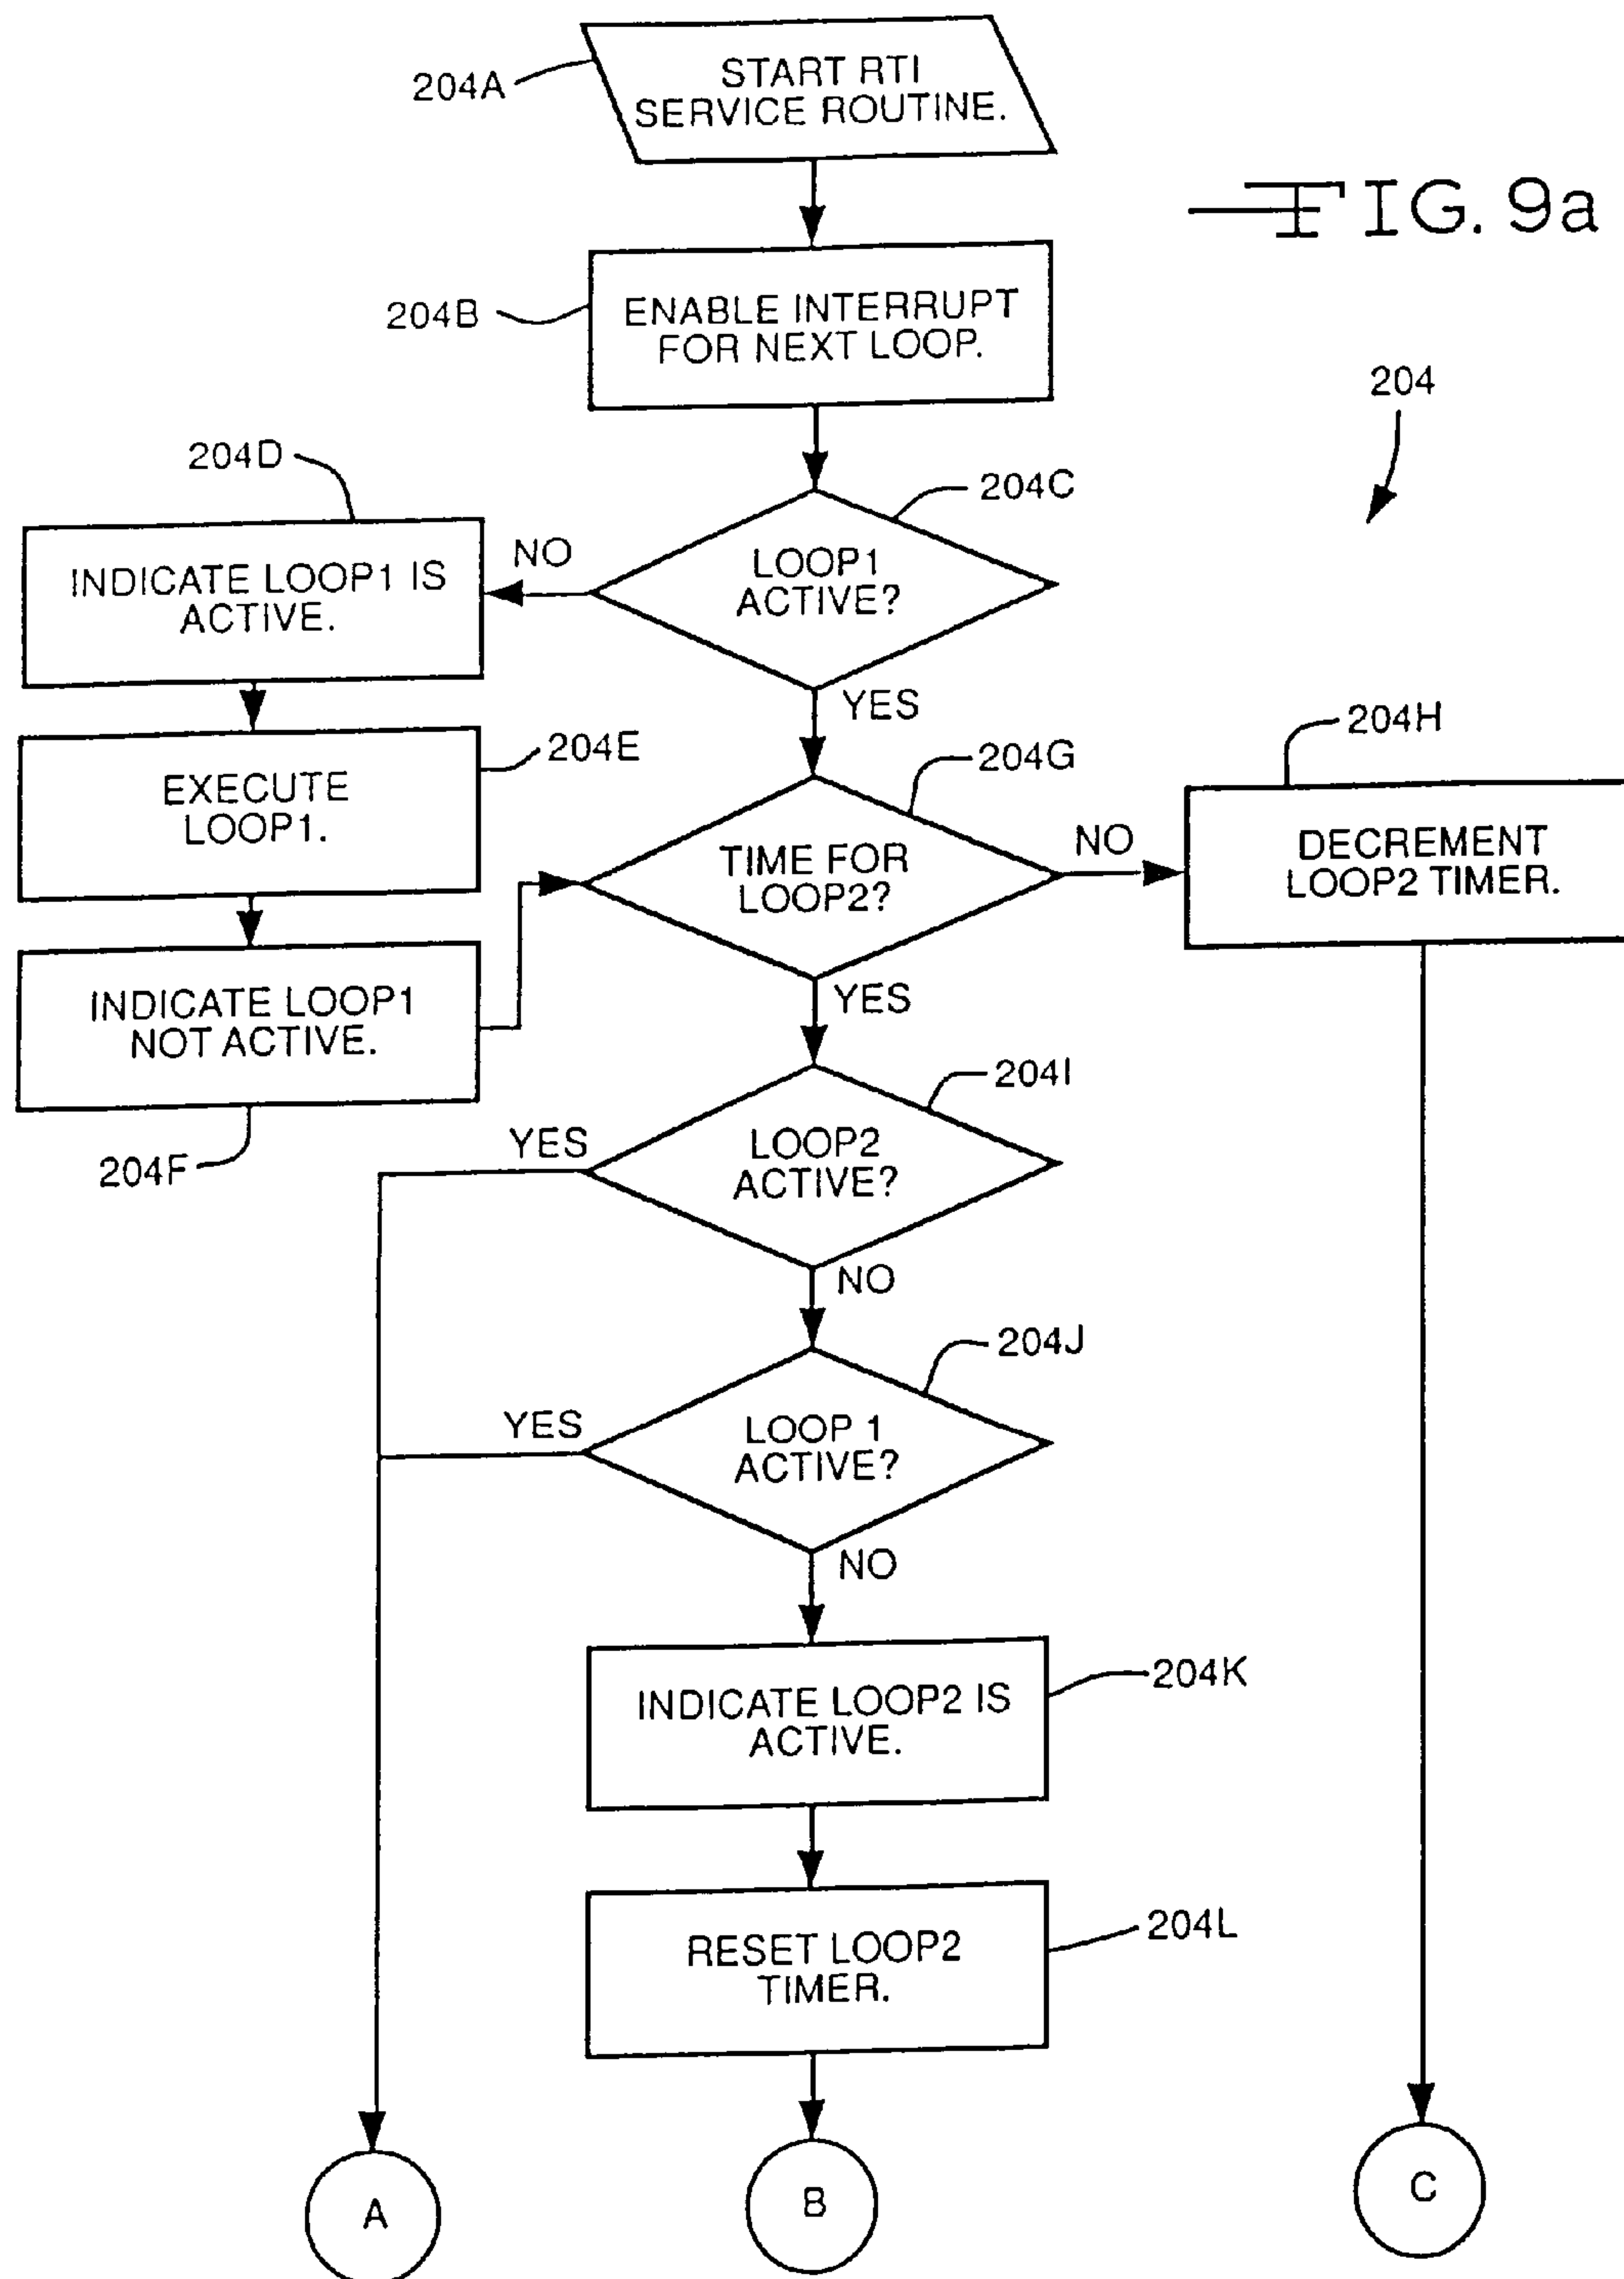 204A
START RTI
SERVICE ROUTINE.
FIG. 9a
204B
ENABLE INTERRUPT
FOR NEXT LOOP.
204
204D
204C
INDICATE LOOP1 IS
ACTIVE.
NO
LOOP1
ACTIVE?
YES
204E
EXECUTE
LOOP1.
204G
204H
TIME FOR
LOOP2?
NO
DECREMENT
LOOP2 TIMER.
INDICATE LOOP1
NOT ACTIVE.
YES
204F
204I
YES
LOOP2
ACTIVE?
NO
204J
YES
LOOP 1
ACTIVE?
NO
204K
INDICATE LOOP2 IS
ACTIVE.
204L
RESET LOOP2
TIMER.
A
B
C